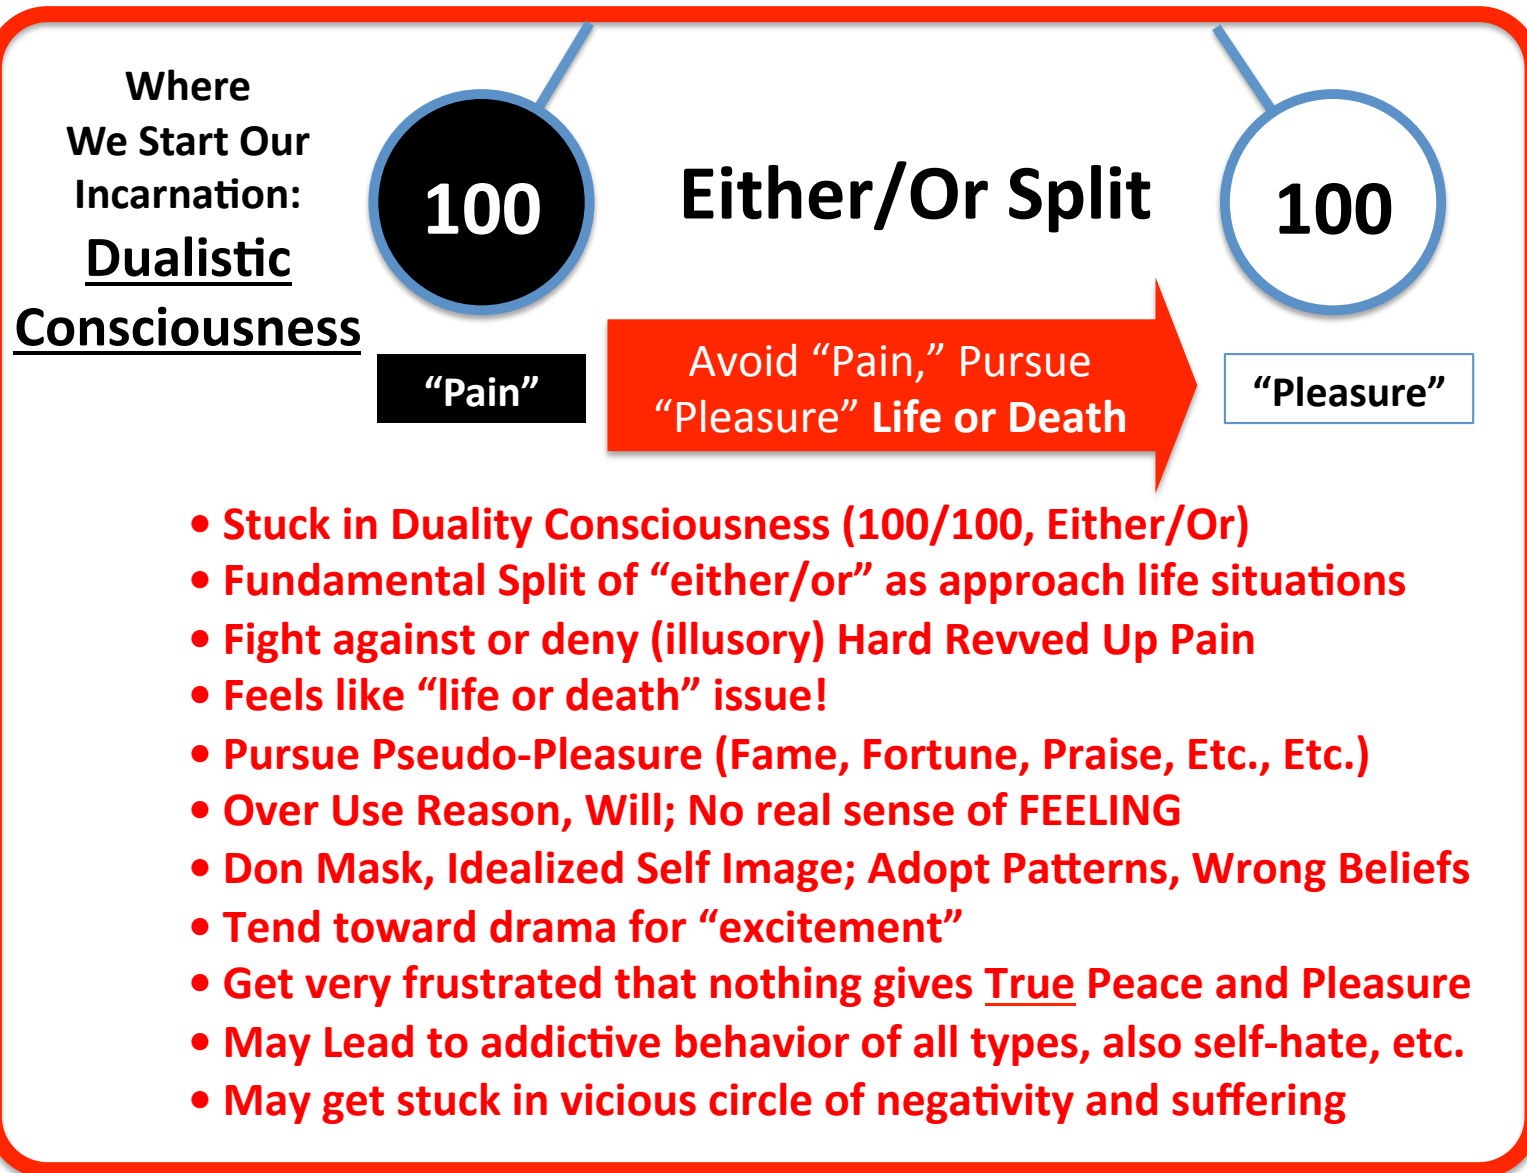 Where
We Start Our
Incarnation:
Dualistic
Consciousness
100
Either/Or Split
100
“Pain”
Avoid “Pain,” Pursue
“Pleasure” Life or Death
“Pleasure”
• Stuck in Duality Consciousness (100/100, Either/Or)
• Fundamental Split of “either/or” as approach life situations
• Fight against or deny (illusory) Hard Revved Up Pain
• Feels like “life or death” issue!
• Pursue Pseudo-Pleasure (Fame, Fortune, Praise, Etc., Etc.)
• Over Use Reason, Will; No real sense of FEELING
• Don Mask, Idealized Self Image; Adopt Patterns, Wrong Beliefs
• Tend toward drama for “excitement”
• Get very frustrated that nothing gives True Peace and Pleasure
• May Lead to addictive behavior of all types, also self-hate, etc.
• May get stuck in vicious circle of negativity and suffering